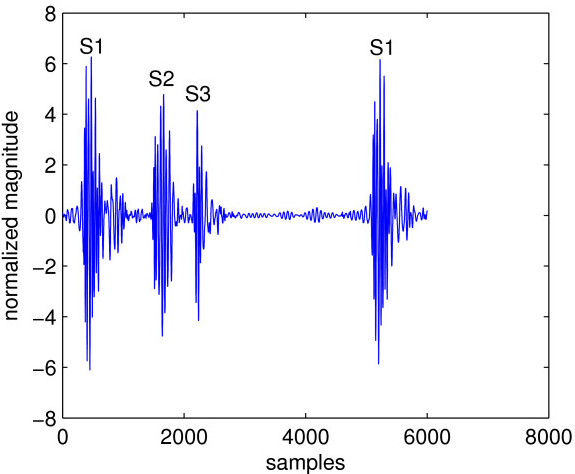 8
S1
S1
6
S2
S3
4
2
0
−2
−4
−6
−8
normalized magnitude
0 2000 4000 6000 8000
samples